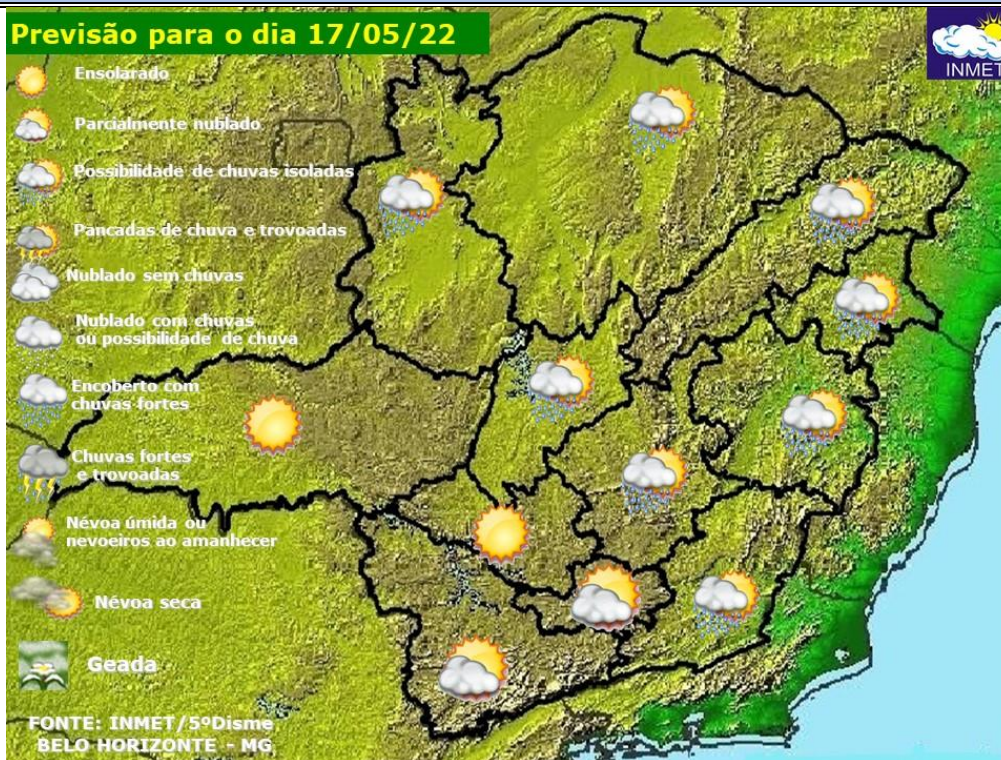 Previsão para o dia 17/05/22
INMET
Ensolarado
Parcialmente nublado
Possibilidade de chuvas isoladas
Pancadas de chuva e trovoadas
Nublado sem chuvas
Nublado com chuvas
ou possibilidade de chuva
Encoberto com
chuvas fortes
Chuvas fortes
e trovoadas
Névoa úmida ou
nevoeiros ao amanhecer
Névoa seca
Geada
FONTE: INMET/5ºDisme
BELO HORIZONTE - MG